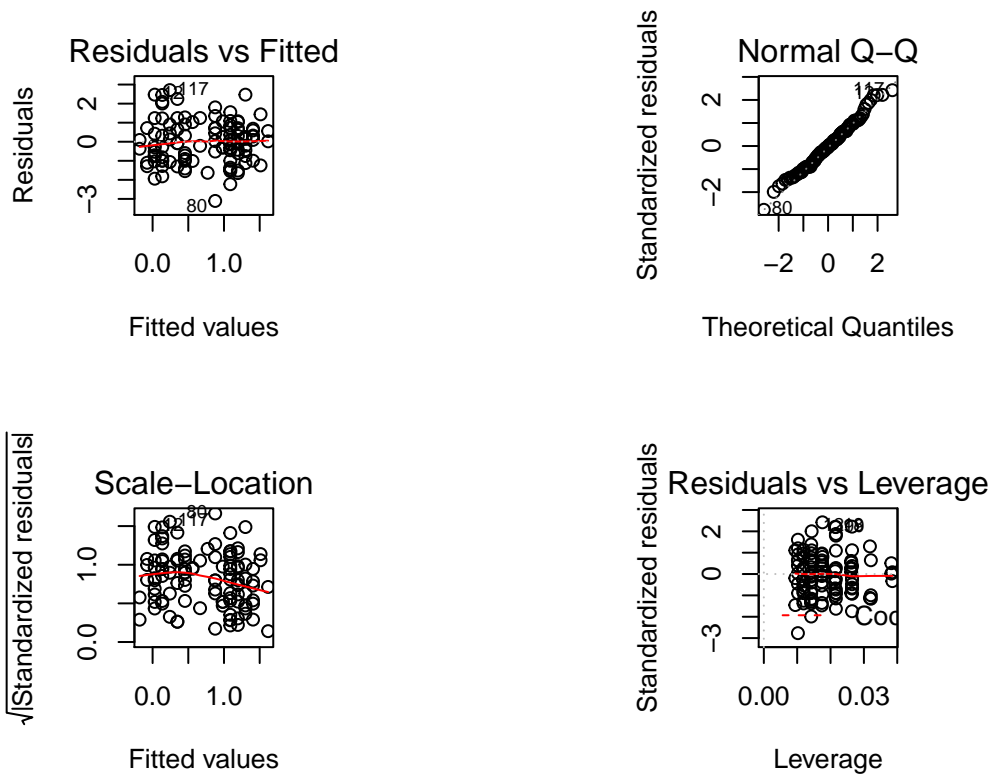 Residuals vs Fitted
Residuals
2
0
−3
117
80
0.0 1.0
Fitted values
Normal Q−Q
Standardized residuals
2
0
−2
117
80
−2 0 2
Theoretical Quantiles
Scale−Location
√|Standardized residuals|
1.0
0.0
80
117
0.0 1.0
Fitted values
Residuals vs Leverage
Standardized residuals
2
0
−3
0.00 0.03
Leverage